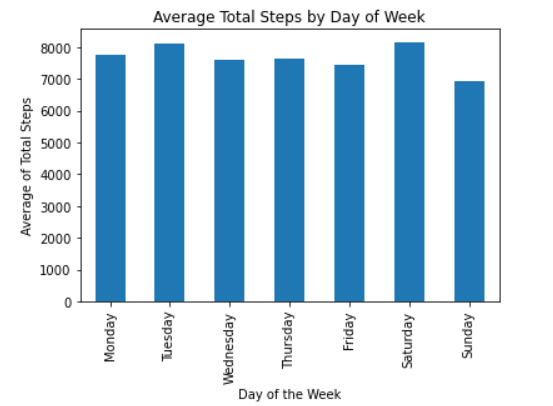 Average Total Steps by Day of Week
Average of Total Steps
8000
7000
6000
5000
4000
3000
2000
1000
0
Monday
Tuesday
Wednesday
Thursday
Friday
Saturday
Sunday
Day of the Week